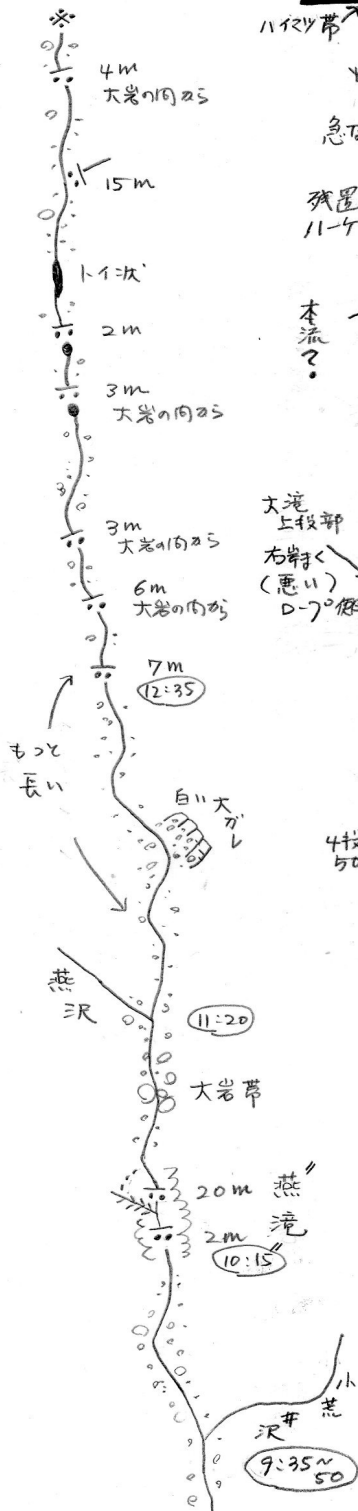 ※
4m
大岩の間から
15m
トイ状
2m
3m
大岩の間から
3m
大岩の間から
6m
大岩の間から
7m
12:35
もっと
長い
白い大ガレ
燕沢
11:20
大岩帯
20m
2m
"燕滝"
10:15
小荒井沢
9:35~50
ハイマツ帯
急な
残置
ハーケ
本流?
大滝
上段部
右岸まく
(悪い)
ロープ
4段
50